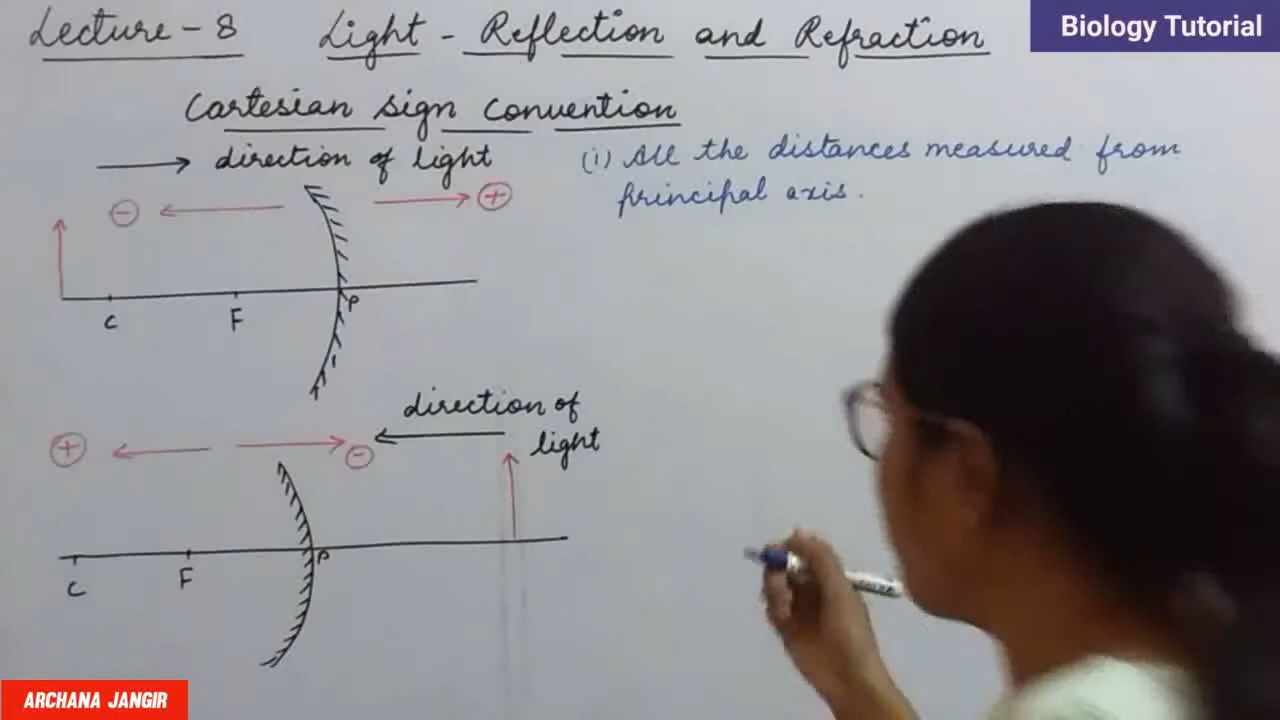 Lecture - 8 Light - Reflection and Refraction
Biology Tutorial
Cartesian sign convention
direction of light
(i) All the distances measured from
principal axis.
⊖ ⊕
C F P
direction of
light
⊕ ⊖
C F P
ARCHANA JANGIR